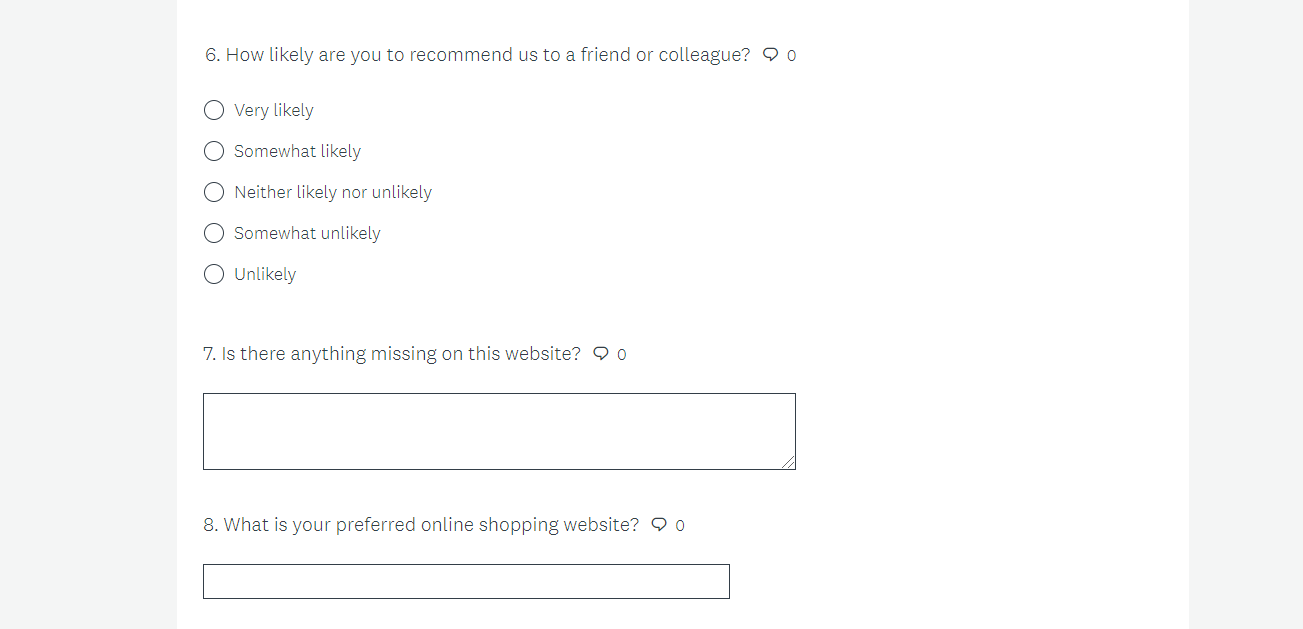 6. How likely are you to recommend us to a friend or colleague? 0
Very likely
Somewhat likely
Neither likely nor unlikely
Somewhat unlikely
Unlikely
7. Is there anything missing on this website? 0
8. What is your preferred online shopping website? 0